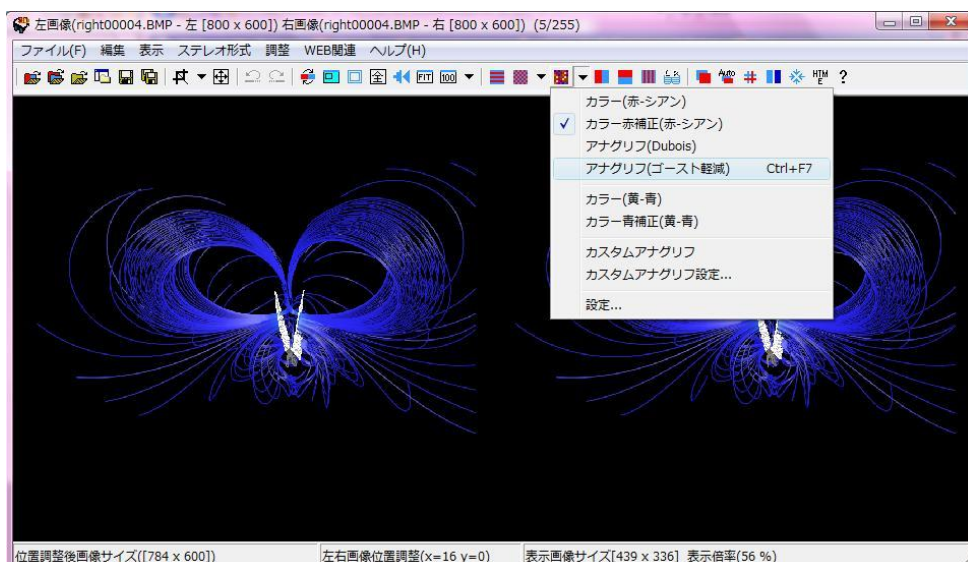 左画像(right00004.BMP - 左 [800 x 600]) 右画像(right00004.BMP - 右 [800 x 600]) (5/255)
ファイル(F) 編集 表示 ステレオ形式 調整 WEB関連 ヘルプ(H)
全 FIT 100 Auto HTM ?
カラー(赤-シアン)
カラー赤補正(赤-シアン)
アナグリフ(Dubois)
アナグリフ(ゴースト軽減) Ctrl+F7
カラー(黄-青)
カラー青補正(黄-青)
カスタムアナグリフ
カスタムアナグリフ設定...
設定...
位置調整後画像サイズ([784 x 600]) 左右画像位置調整(x=16 y=0) 表示画像サイズ[439 x 336] 表示倍率(56 %)